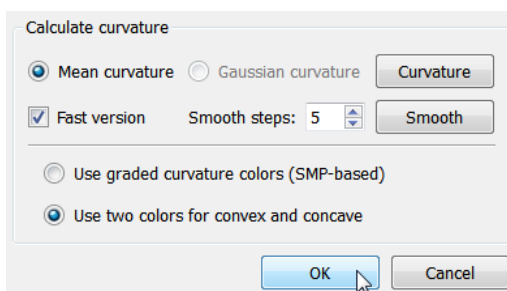 Calculate curvature
Mean curvature Gaussian curvature Curvature
Fast version Smooth steps: 5 Smooth
Use graded curvature colors (SMP-based)
Use two colors for convex and concave
OK Cancel